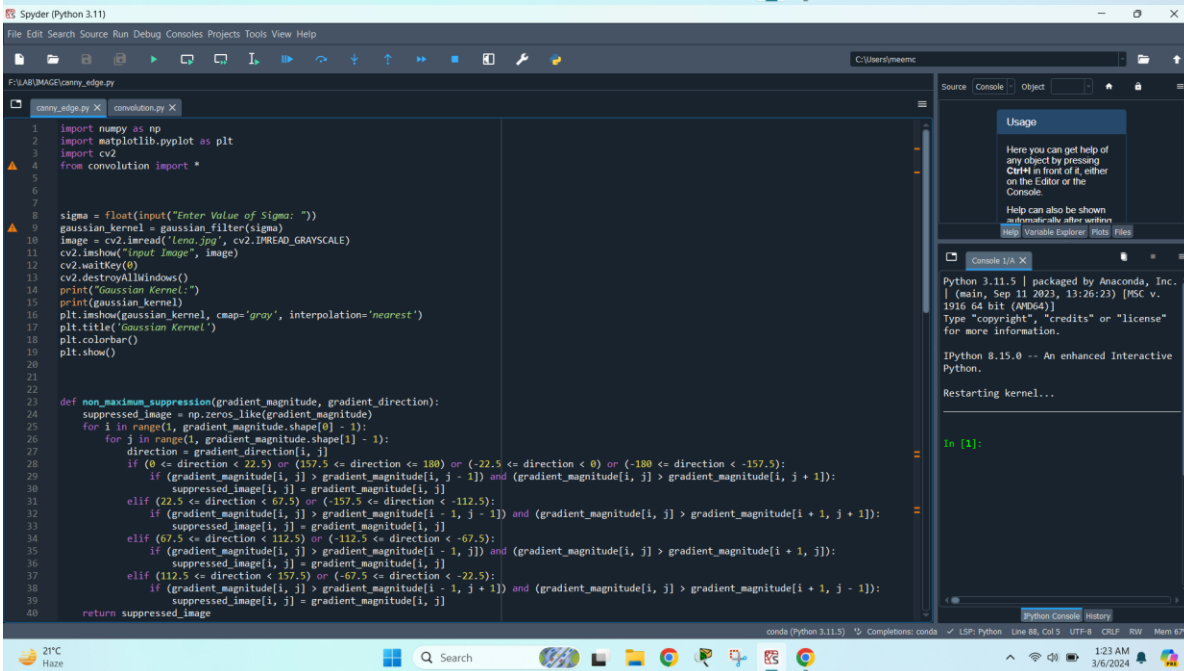 Spyder (Python 3.11)
File Edit Search Source Run Debug Consoles Projects Tools View Help
C:\Users\meemc
F:\LAB\IMAGE\canny_edge.py
canny_edge.py X convolution.py X
1 import numpy as np
2 import matplotlib.pyplot as plt
3 import cv2
4 from convolution import *
5
6
7
8 sigma = float(input("Enter Value of Sigma: "))
9 gaussian_kernel = gaussian_filter(sigma)
10 image = cv2.imread('lena.jpg', cv2.IMREAD_GRAYSCALE)
11 cv2.imshow("input Image", image)
12 cv2.waitKey(0)
13 cv2.destroyAllWindows()
14 print("Gaussian Kernel:")
15 print(gaussian_kernel)
16 plt.imshow(gaussian_kernel, cmap='gray', interpolation='nearest')
17 plt.title('Gaussian Kernel')
18 plt.colorbar()
19 plt.show()
20
21
22
23 def non_maximum_suppression(gradient_magnitude, gradient_direction):
24     suppressed_image = np.zeros_like(gradient_magnitude)
25     for i in range(1, gradient_magnitude.shape[0] - 1):
26         for j in range(1, gradient_magnitude.shape[1] - 1):
27             direction = gradient_direction[i, j]
28             if (0 <= direction < 22.5) or (157.5 <= direction <= 180) or (-22.5 <= direction < 0) or (-180 <= direction < -157.5):
29                 if (gradient_magnitude[i, j] > gradient_magnitude[i, j - 1]) and (gradient_magnitude[i, j] > gradient_magnitude[i, j + 1]):
30                     suppressed_image[i, j] = gradient_magnitude[i, j]
31             elif (22.5 <= direction < 67.5) or (-157.5 <= direction < -112.5):
32                 if (gradient_magnitude[i, j] > gradient_magnitude[i - 1, j - 1]) and (gradient_magnitude[i, j] > gradient_magnitude[i + 1, j + 1]):
33                     suppressed_image[i, j] = gradient_magnitude[i, j]
34             elif (67.5 <= direction < 112.5) or (-112.5 <= direction < -67.5):
35                 if (gradient_magnitude[i, j] > gradient_magnitude[i - 1, j]) and (gradient_magnitude[i, j] > gradient_magnitude[i + 1, j]):
36                     suppressed_image[i, j] = gradient_magnitude[i, j]
37             elif (112.5 <= direction < 157.5) or (-67.5 <= direction < -22.5):
38                 if (gradient_magnitude[i, j] > gradient_magnitude[i - 1, j + 1]) and (gradient_magnitude[i, j] > gradient_magnitude[i + 1, j - 1]):
39                     suppressed_image[i, j] = gradient_magnitude[i, j]
40     return suppressed_image
Source Console Object
Usage
Here you can get help of
any object by pressing
Ctrl+I in front of it, either
on the Editor or the
Console.
Help can also be shown
automatically after writing
Help Variable Explorer Plots Files
Console 1/A X
Python 3.11.5 | packaged by Anaconda, Inc.
| (main, Sep 11 2023, 13:26:23) [MSC v.
1916 64 bit (AMD64)]
Type "copyright", "credits" or "license"
for more information.
IPython 8.15.0 -- An enhanced Interactive
Python.
Restarting kernel...
In [1]:
IPython Console History
conda (Python 3.11.5) Completions: conda LSP: Python Line 88, Col 5 UTF-8 CRLF RW Mem 67
21°C
Haze
Search
1:23 AM
3/6/2024
PRE